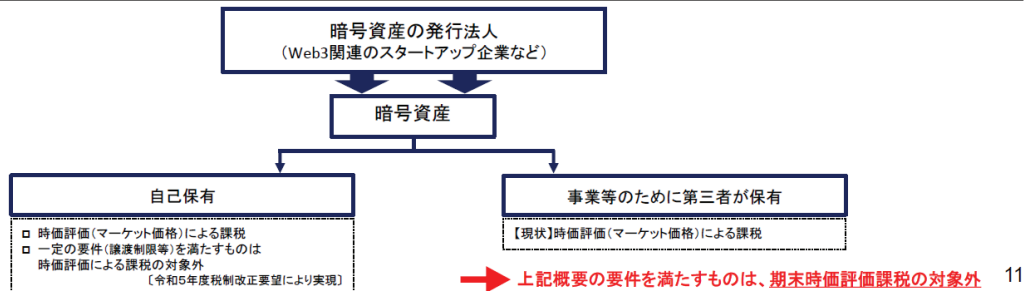 暗号資産の発行法人
（Web3関連のスタートアップ企業など）
暗号資産
自己保有
時価評価（マーケット価格）による課税
一定の要件（譲渡制限等）を満たすものは
時価評価による課税の対象外
〔令和５年度税制改正要望により実現〕
事業等のために第三者が保有
【現状】時価評価（マーケット価格）による課税
上記概要の要件を満たすものは、期末時価評価課税の対象外
11